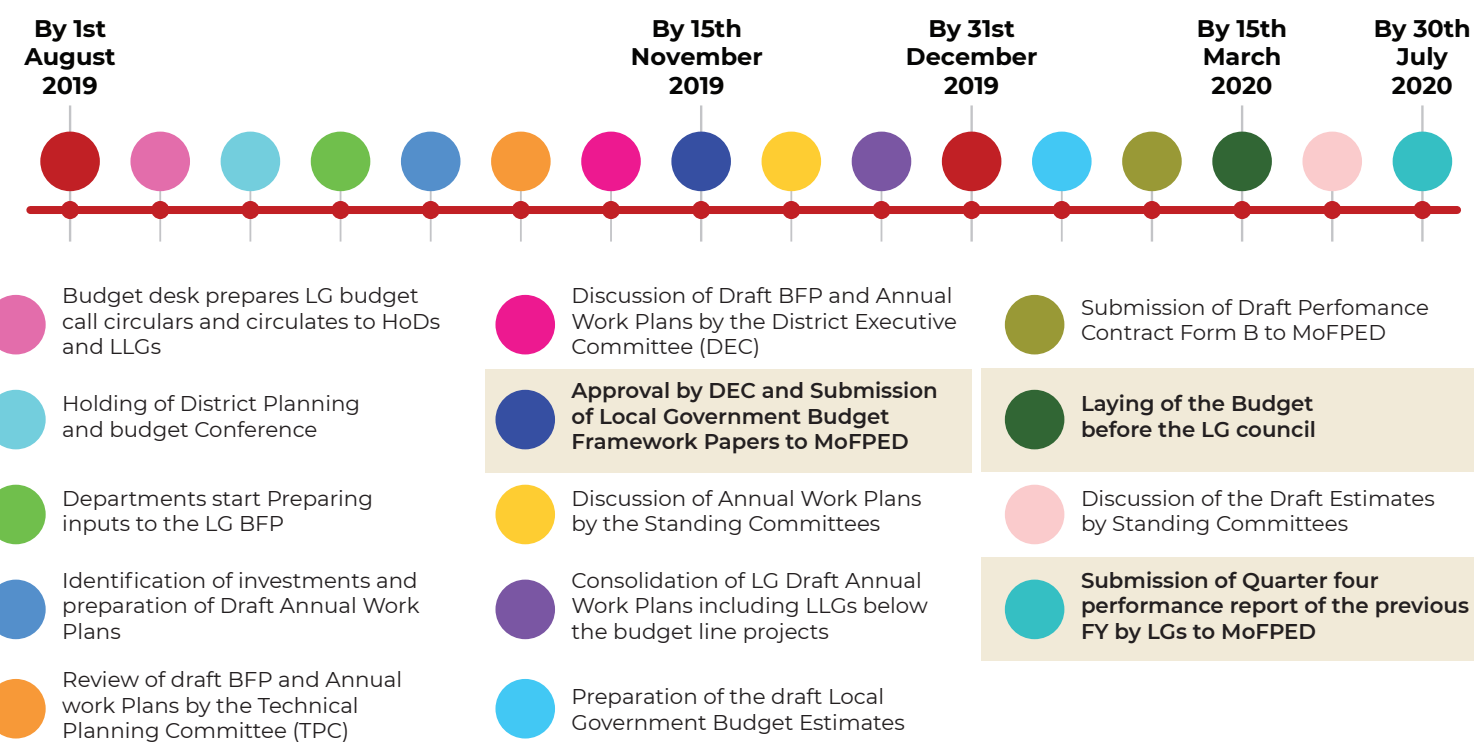 By 1st
August
2019
By 15th
November
2019
By 31st
December
2019
By 15th
March
2020
By 30th
July
2020
Budget desk prepares LG budget
call circulars and circulates to HoDs
and LLGs
Holding of District Planning
and budget Conference
Departments start Preparing
inputs to the LG BFP
Identification of investments and
preparation of Draft Annual Work
Plans
Review of draft BFP and Annual
work Plans by the Technical
Planning Committee (TPC)
Discussion of Draft BFP and Annual
Work Plans by the District Executive
Committee (DEC)
Approval by DEC and Submission
of Local Government Budget
Framework Papers to MoFPED
Discussion of Annual Work Plans
by the Standing Committees
Consolidation of LG Draft Annual
Work Plans including LLGs below
the budget line projects
Preparation of the draft Local
Government Budget Estimates
Submission of Draft Perfomance
Contract Form B to MoFPED
Laying of the Budget
before the LG council
Discussion of the Draft Estimates
by Standing Committees
Submission of Quarter four
performance report of the previous
FY by LGs to MoFPED